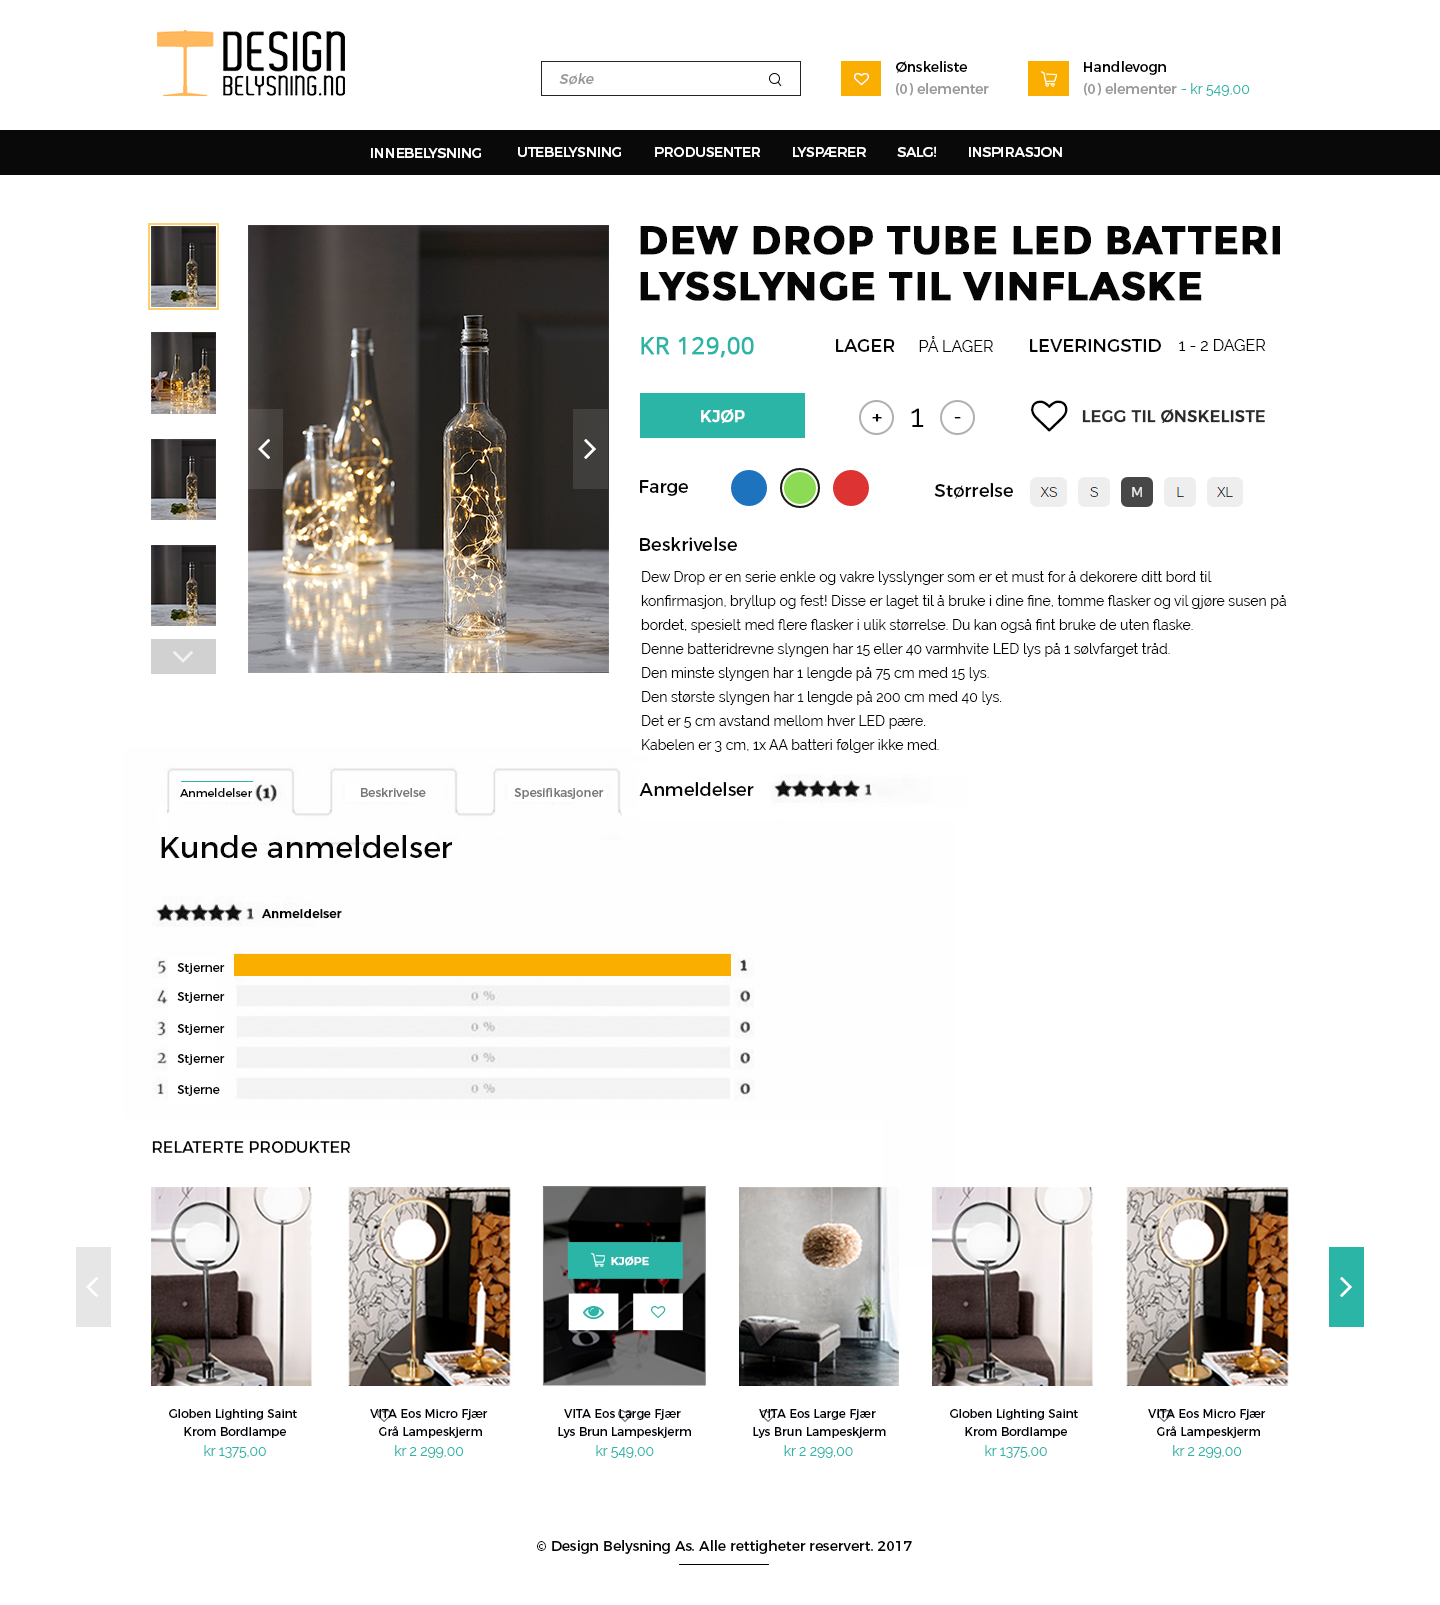 DESIGN
BELYSNING.NO
Søke
Ønskeliste
(0) elementer
Handlevogn
(0) elementer - kr 549,00
INNEBELYSNING UTEBELYSNING PRODUSENTER LYSPÆRER SALG! INSPIRASJON
DEW DROP TUBE LED BATTERI
LYSSLYNGE TIL VINFLASKE
KR 129,00 LAGER PÅ LAGER LEVERINGSTID 1 - 2 DAGER
KJØP + 1 - LEGG TIL ØNSKELISTE
Farge Størrelse XS S M L XL
Beskrivelse
Dew Drop er en serie enkle og vakre lysslynger som er et must for å dekorere ditt bord til
konfirmasjon, bryllup og fest! Disse er laget til å bruke i dine fine, tomme flasker og vil gjøre susen på
bordet, spesielt med flere flasker i ulik størrelse. Du kan også fint bruke de uten flaske.
Denne batteridrevne slyngen har 15 eller 40 varmhvite LED lys på 1 sølvfarget tråd.
Den minste slyngen har 1 lengde på 75 cm med 15 lys.
Den største slyngen har 1 lengde på 200 cm med 40 lys.
Det er 5 cm avstand mellom hver LED pære.
Kabelen er 3 cm, 1x AA batteri følger ikke med.
Anmeldelser 1
Anmeldelser (1) Beskrivelse Spesifikasjoner
Kunde anmeldelser
1 Anmeldelser
5 Stjerner 1
4 Stjerner 0 % 0
3 Stjerner 0 % 0
2 Stjerner 0 % 0
1 Stjerne 0 % 0
RELATERTE PRODUKTER
KJØPE
Globen Lighting Saint
Krom Bordlampe
kr 1375,00
VITA Eos Micro Fjær
Grå Lampeskjerm
kr 2 299,00
VITA Eos Large Fjær
Lys Brun Lampeskjerm
kr 549,00
VITA Eos Large Fjær
Lys Brun Lampeskjerm
kr 2 299,00
Globen Lighting Saint
Krom Bordlampe
kr 1375,00
VITA Eos Micro Fjær
Grå Lampeskjerm
kr 2 299,00
© Design Belysning As. Alle rettigheter reservert. 2017